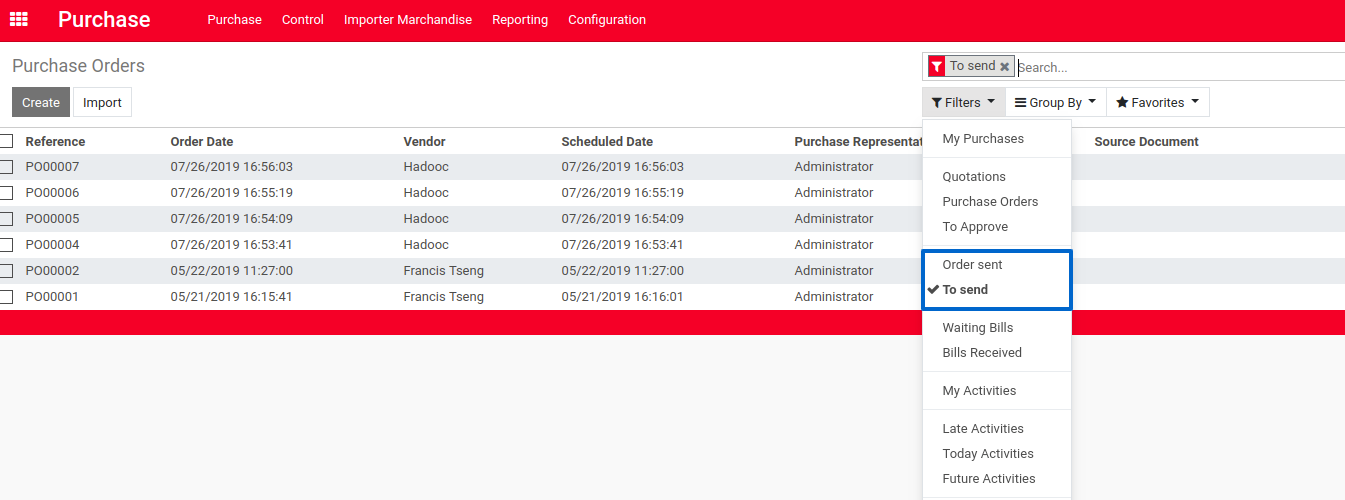 Purchase Purchase Control Importer Marchandise Reporting Configuration
Purchase Orders To send Search...
Create Import Filters Group By Favorites
Reference Order Date Vendor Scheduled Date Purchase Representat Source Document
PO00007 07/26/2019 16:56:03 Hadooc 07/26/2019 16:56:03 Administrator
PO00006 07/26/2019 16:55:19 Hadooc 07/26/2019 16:55:19 Administrator
PO00005 07/26/2019 16:54:09 Hadooc 07/26/2019 16:54:09 Administrator
PO00004 07/26/2019 16:53:41 Hadooc 07/26/2019 16:53:41 Administrator
PO00002 05/22/2019 11:27:00 Francis Tseng 05/22/2019 11:27:00 Administrator
PO00001 05/21/2019 16:15:41 Francis Tseng 05/21/2019 16:16:01 Administrator
My Purchases
Quotations
Purchase Orders
To Approve
Order sent
To send
Waiting Bills
Bills Received
My Activities
Late Activities
Today Activities
Future Activities